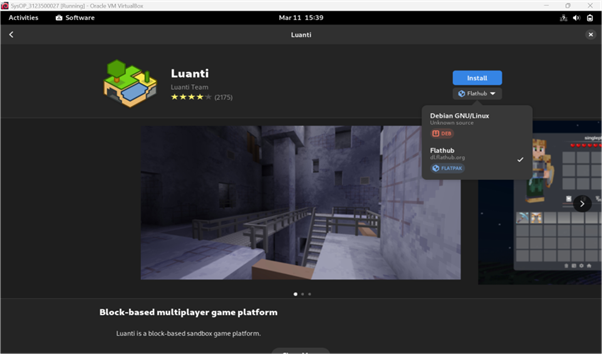 SysOP_3123500027 [Running] - Oracle VM VirtualBox
Activities Software Mar 11 15:39
Luanti
Luanti
Luanti Team
(2175)
Install
Flathub
Debian GNU/Linux
Unknown source
DEB
Flathub
dl.flathub.org
FLATPAK
Block-based multiplayer game platform
Luanti is a block-based sandbox game platform.